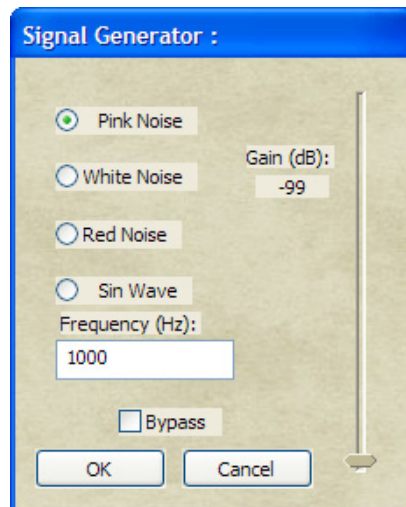 Signal Generator :
Pink Noise
White Noise
Gain (dB):
-99
Red Noise
Sin Wave
Frequency (Hz):
1000
Bypass
OK Cancel